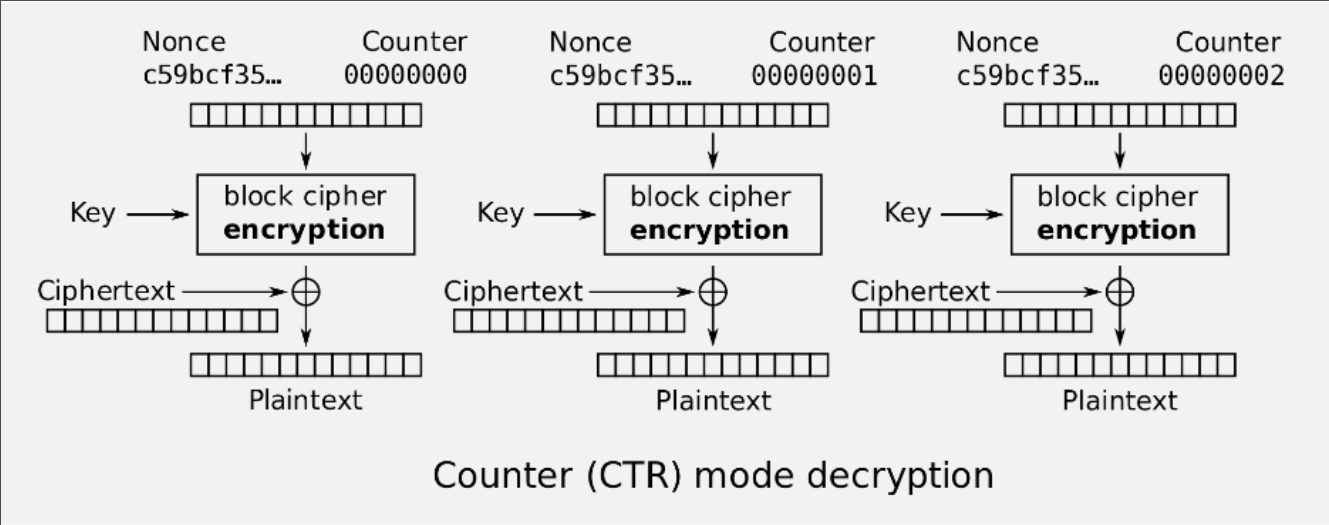 Nonce Counter Nonce Counter Nonce Counter
c59bcf35… 00000000 c59bcf35… 00000001 c59bcf35… 00000002
block cipher block cipher block cipher
Key encryption Key encryption Key encryption
Ciphertext Ciphertext Ciphertext
Plaintext Plaintext Plaintext
Counter (CTR) mode decryption